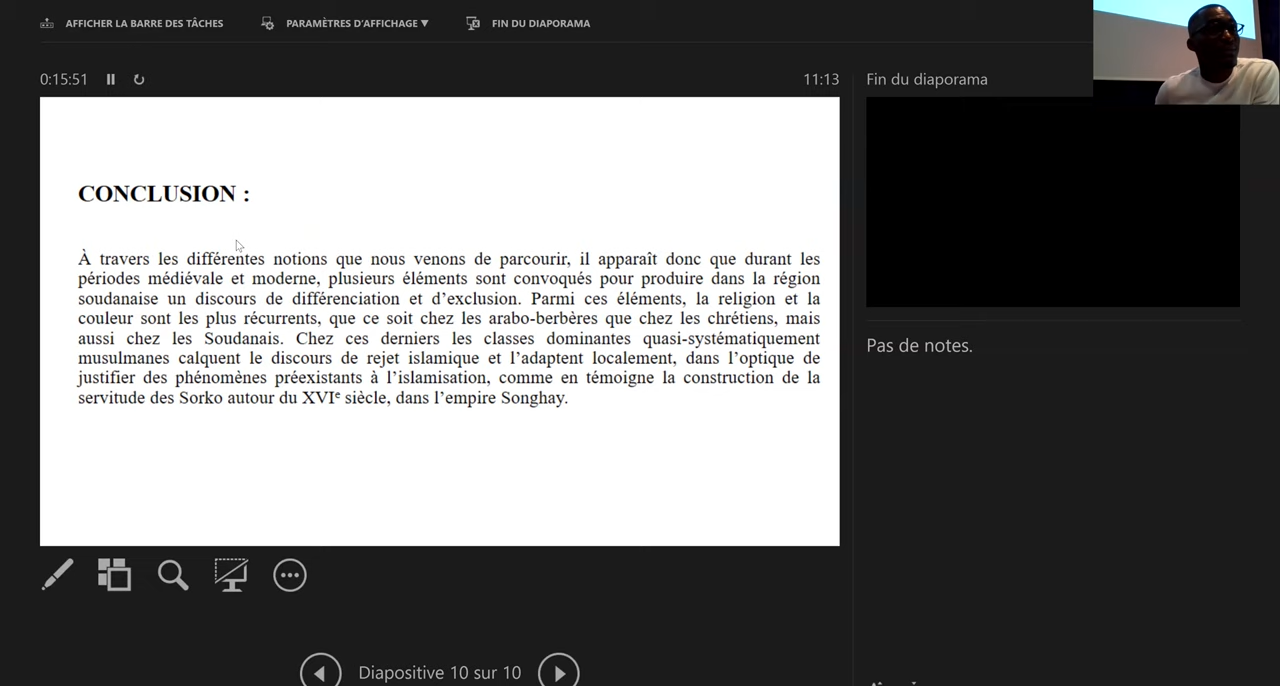 AFFICHER LA BARRE DES TÂCHES
PARAMÈTRES D'AFFICHAGE ▼
FIN DU DIAPORAMA
0:15:51
11:13
Fin du diaporama
CONCLUSION :
À travers les différentes notions que nous venons de parcourir, il apparaît donc que durant les
périodes médiévale et moderne, plusieurs éléments sont convoqués pour produire dans la région
soudanaise un discours de différenciation et d’exclusion. Parmi ces éléments, la religion et la
couleur sont les plus récurrents, que ce soit chez les arabo-berbères que chez les chrétiens, mais
aussi chez les Soudanais. Chez ces derniers les classes dominantes quasi-systématiquement
musulmanes calquent le discours de rejet islamique et l’adaptent localement, dans l’optique de
justifier des phénomènes préexistants à l’islamisation, comme en témoigne la construction de la
servitude des Sorko autour du XVIᵉ siècle, dans l’empire Songhay.
Pas de notes.
Diapositive 10 sur 10